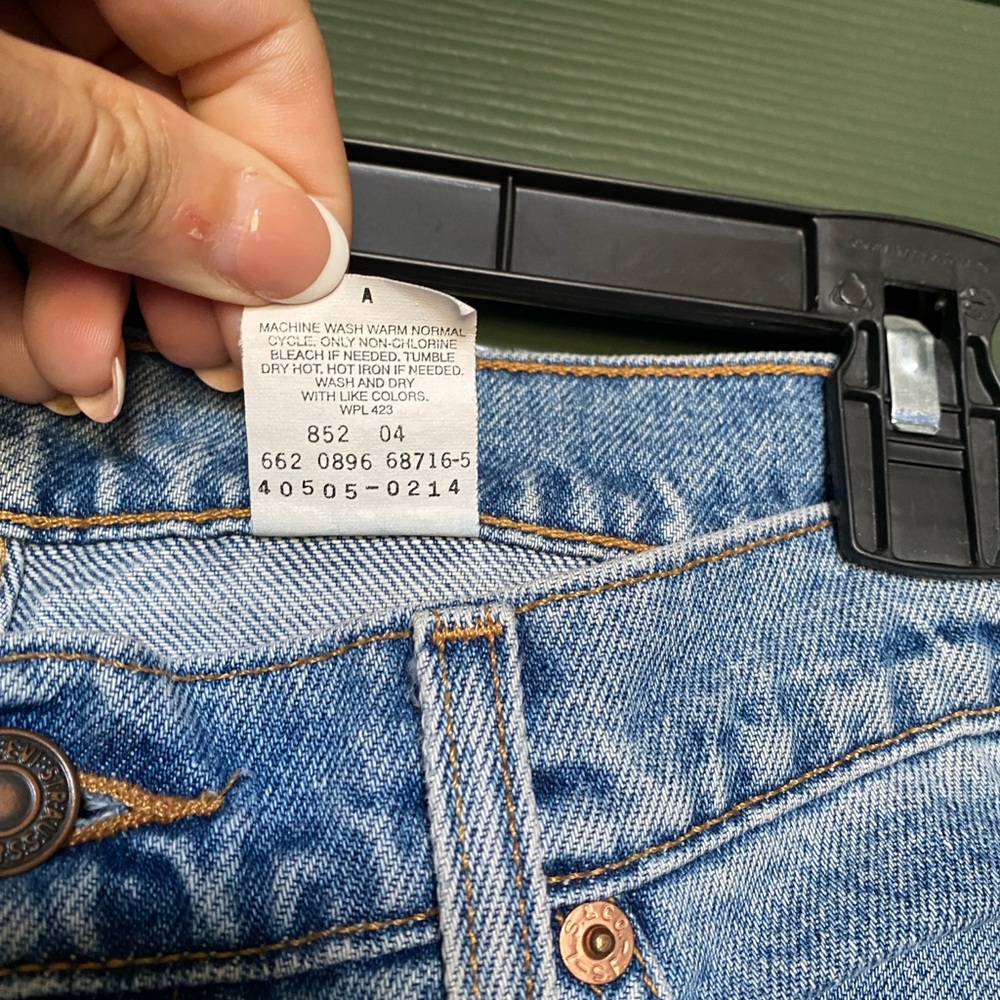 A
MACHINE WASH WARM NORMAL
CYCLE. ONLY NON-CHLORINE
BLEACH IF NEEDED. TUMBLE
DRY HOT. HOT IRON IF NEEDED.
WASH AND DRY
WITH LIKE COLORS.
WPL 423
852 04
662 0896 68716-5
40505-0214
S.&CO.
-S.F.-